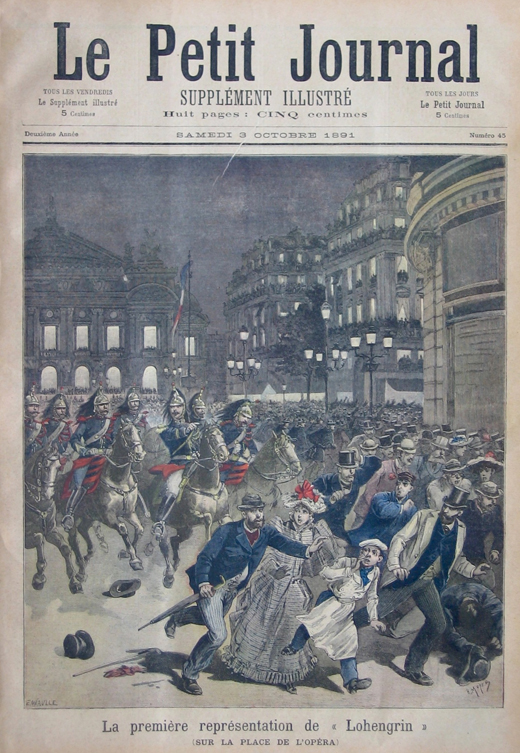 Le Petit Journal
TOUS LES VENDREDIS
Le Supplément illustré
5 Centimes
SUPPLÉMENT ILLUSTRÉ
Huit pages : CINQ centimes
TOUS LES JOURS
Le Petit Journal
5 Centimes
Deuxième Année
SAMEDI 3 OCTOBRE 1891
Numéro 45
La première représentation de « Lohengrin »
(SUR LA PLACE DE L'OPÉRA)